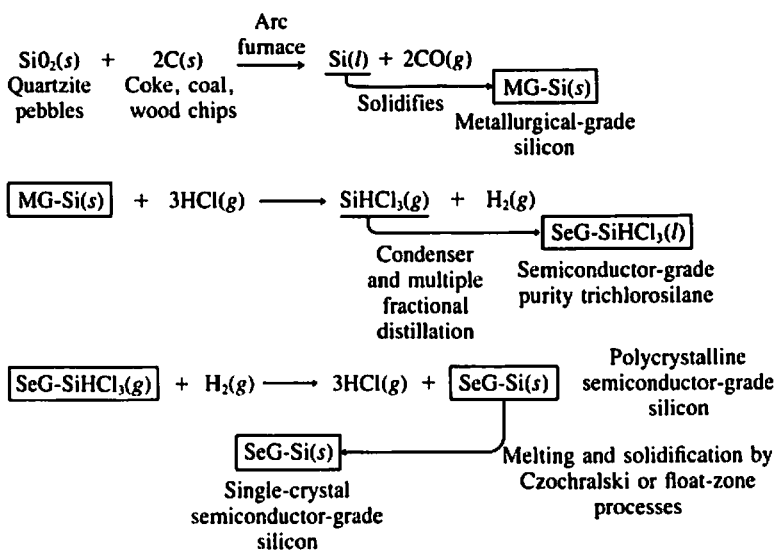 Arc
furnace
SiO₂(s) + 2C(s) Si(l) + 2CO(g)
Quartzite
pebbles
Coke, coal,
wood chips
Solidifies
MG-Si(s)
Metallurgical-grade
silicon
MG-Si(s) + 3HCl(g) SiHCl₃(g) + H₂(g)
SeG-SiHCl₃(l)
Condenser
and multiple
fractional
distillation
Semiconductor-grade
purity trichlorosilane
SeG-SiHCl₃(g) + H₂(g) 3HCl(g) + SeG-Si(s)
Polycrystalline
semiconductor-grade
silicon
SeG-Si(s)
Single-crystal
semiconductor-grade
silicon
Melting and solidification by
Czochralski or float-zone
processes